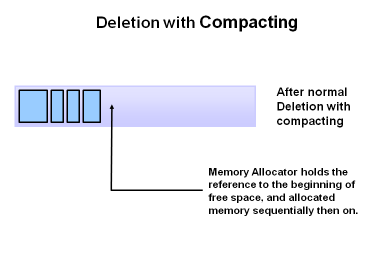 Deletion with Compacting
After normal
Deletion with
compacting
Memory Allocator holds the
reference to the beginning of
free space, and allocated
memory sequentially then on.